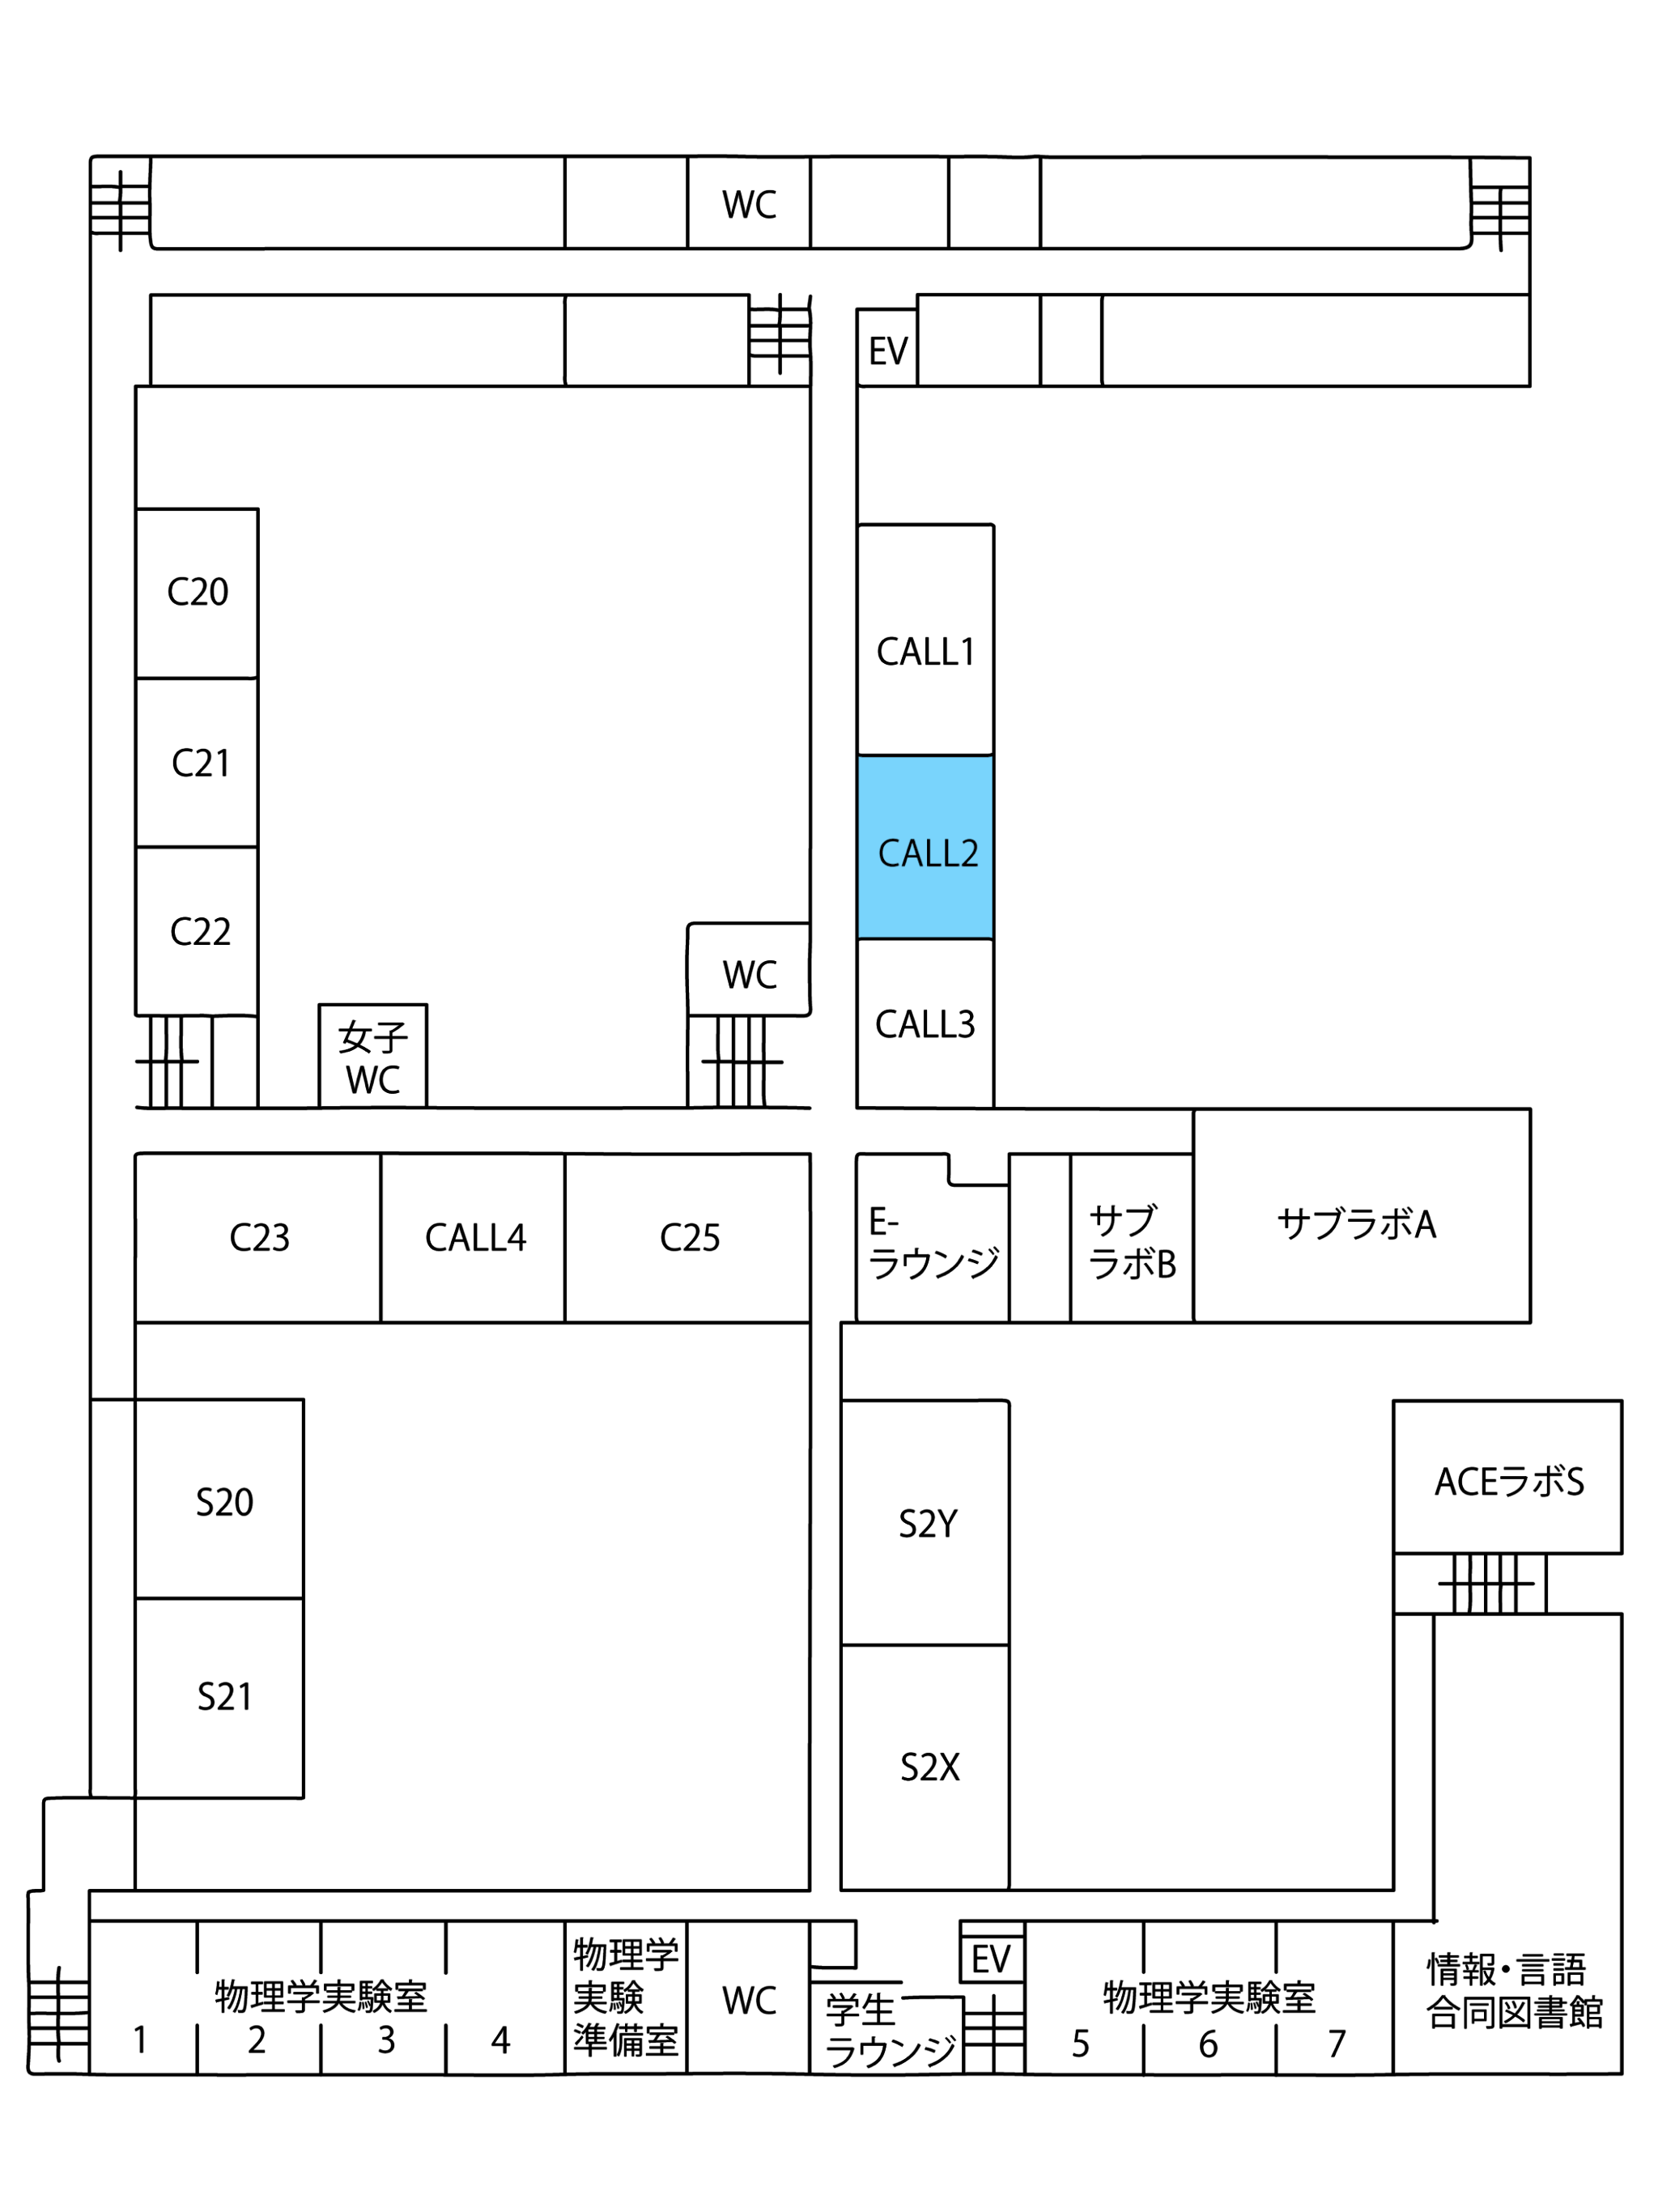 WC
EV
C20
CALL1
C21
CALL2
C22
WC
CALL3
女子
WC
C23
CALL4
C25
E-
ラウンジ
サブ
ラボB
サブラボA
S20
S2Y
ACEラボS
S21
S2X
物理学実験室
1
2
3
4
物理学
実験
準備室
WC
学生
ラウンジ
EV
物理学実験室
5
6
7
情報・言語
合同図書館